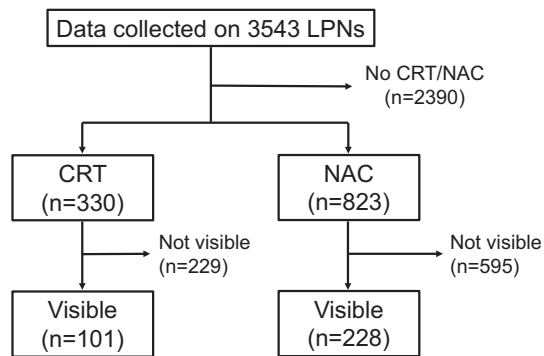 Data collected on 3543 LPNs
No CRT/NAC
(n=2390)
CRT
(n=330)
NAC
(n=823)
Not visible
(n=229)
Not visible
(n=595)
Visible
(n=101)
Visible
(n=228)